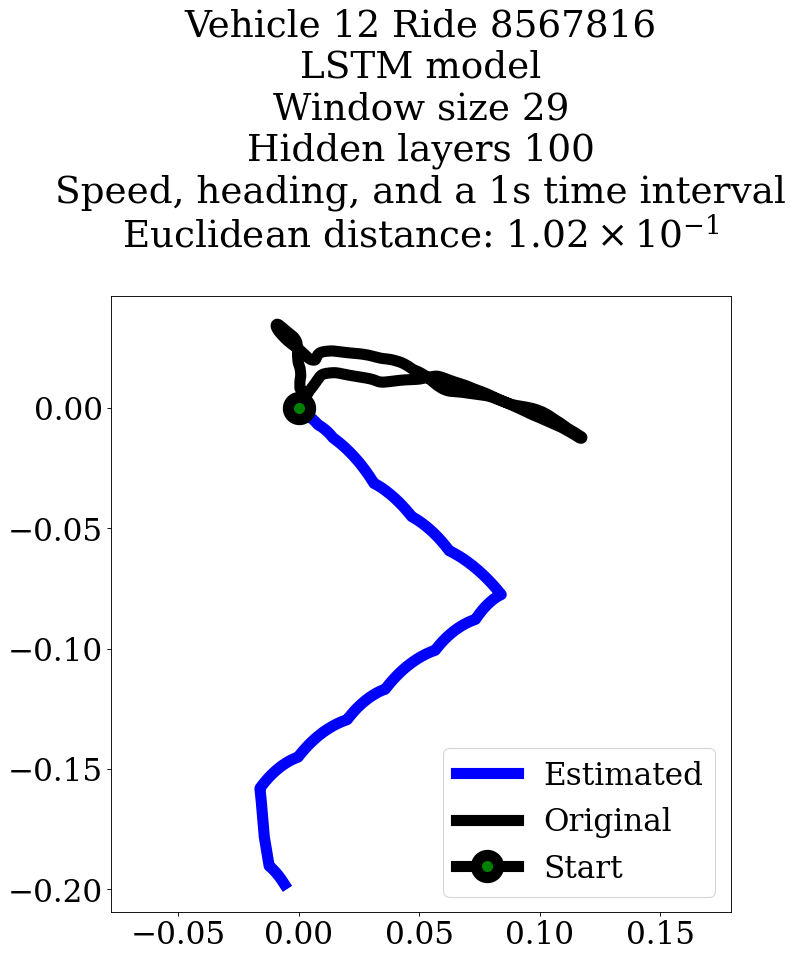 Vehicle 12 Ride 8567816
LSTM model
Window size 29
Hidden layers 100
Speed, heading, and a 1s time interval
Euclidean distance: 1.02 × 10⁻¹
0.00
−0.05
−0.10
−0.15
−0.20
Estimated
Original
Start
−0.05 0.00 0.05 0.10 0.15